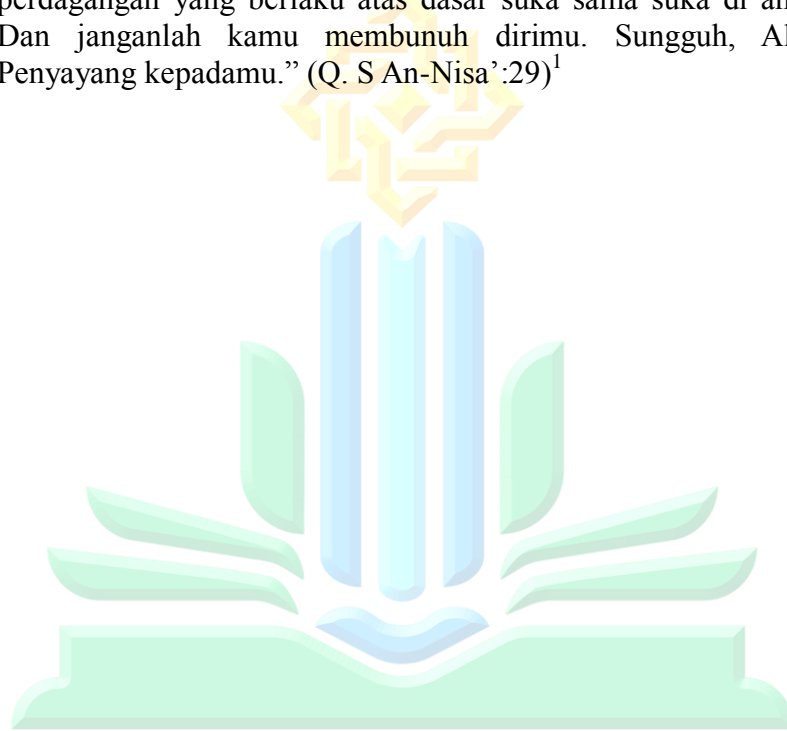 perdagangan yang berlaku atas dasar suka sama suka di an
Dan janganlah kamu membunuh dirimu. Sungguh, Al
Penyayang kepadamu.” (Q. S An-Nisa’:29)1